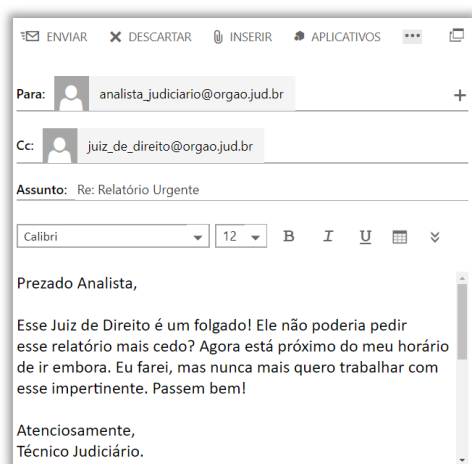 ENVIAR DESCARTAR INSERIR APLICATIVOS ...
Para: analista_judiciario@orgao.jud.br +
Cc: juiz_de_direito@orgao.jud.br
Assunto: Re: Relatório Urgente
Calibri 12 B I U
Prezado Analista,
Esse Juiz de Direito é um folgado! Ele não poderia pedir
esse relatório mais cedo? Agora está próximo do meu horário
de ir embora. Eu farei, mas nunca mais quero trabalhar com
esse impertinente. Passem bem!
Atenciosamente,
Técnico Judiciário.